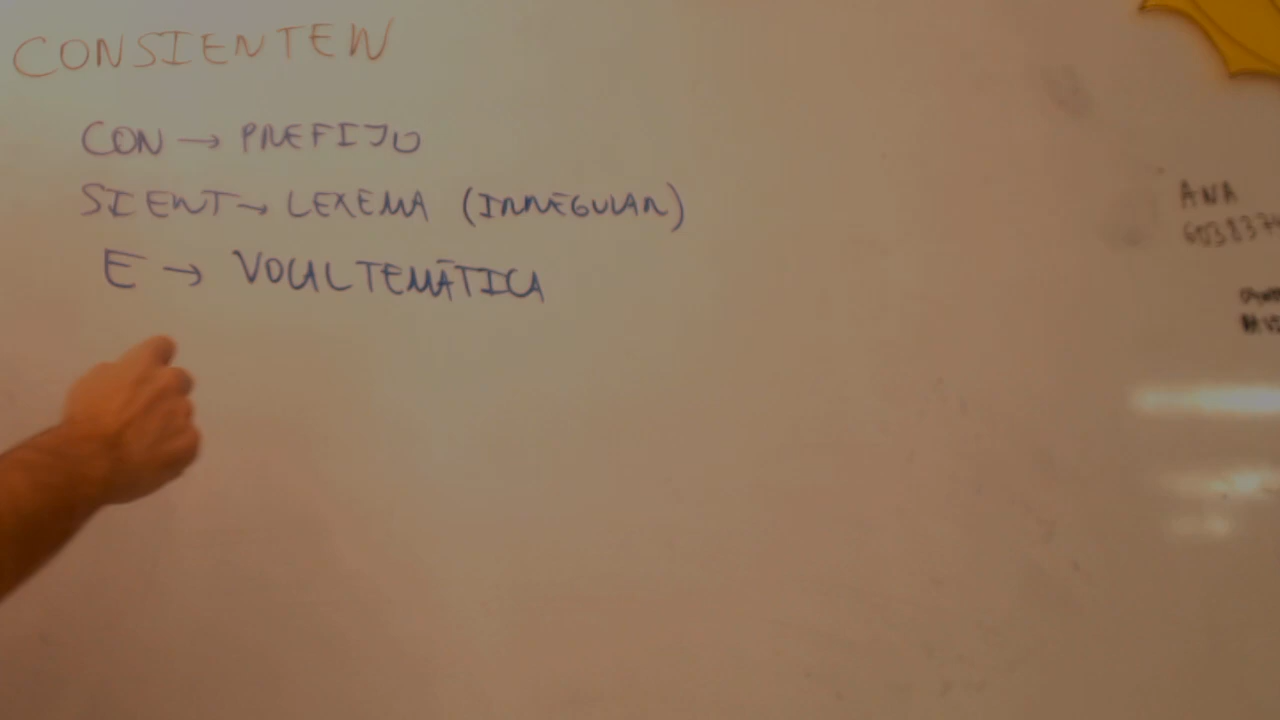 CONSIENTEN
CON → PREFIJO
SIENT → LEXEMA (IRREGULAR)
E → VOCAL TEMÁTICA
ANA